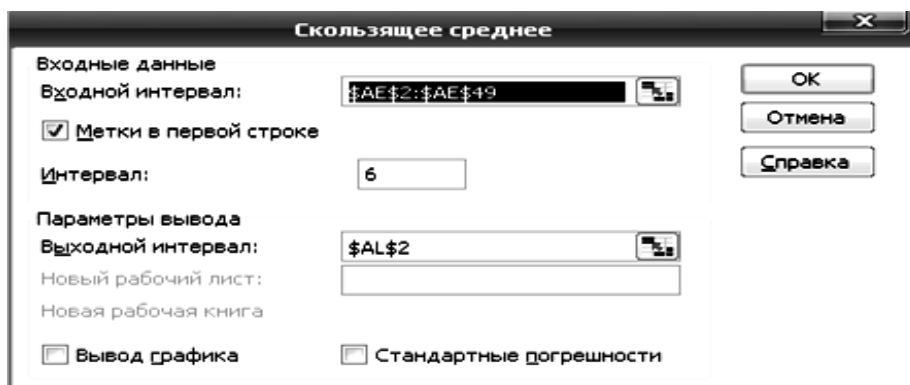 Скользящее среднее
Входные данные
Входной интервал: $AE$2:$AE$49
Метки в первой строке
Интервал: 6
OK
Отмена
Справка
Параметры вывода
Выходной интервал: $AL$2
Новый рабочий лист:
Новая рабочая книга
Вывод графика Стандартные погрешности